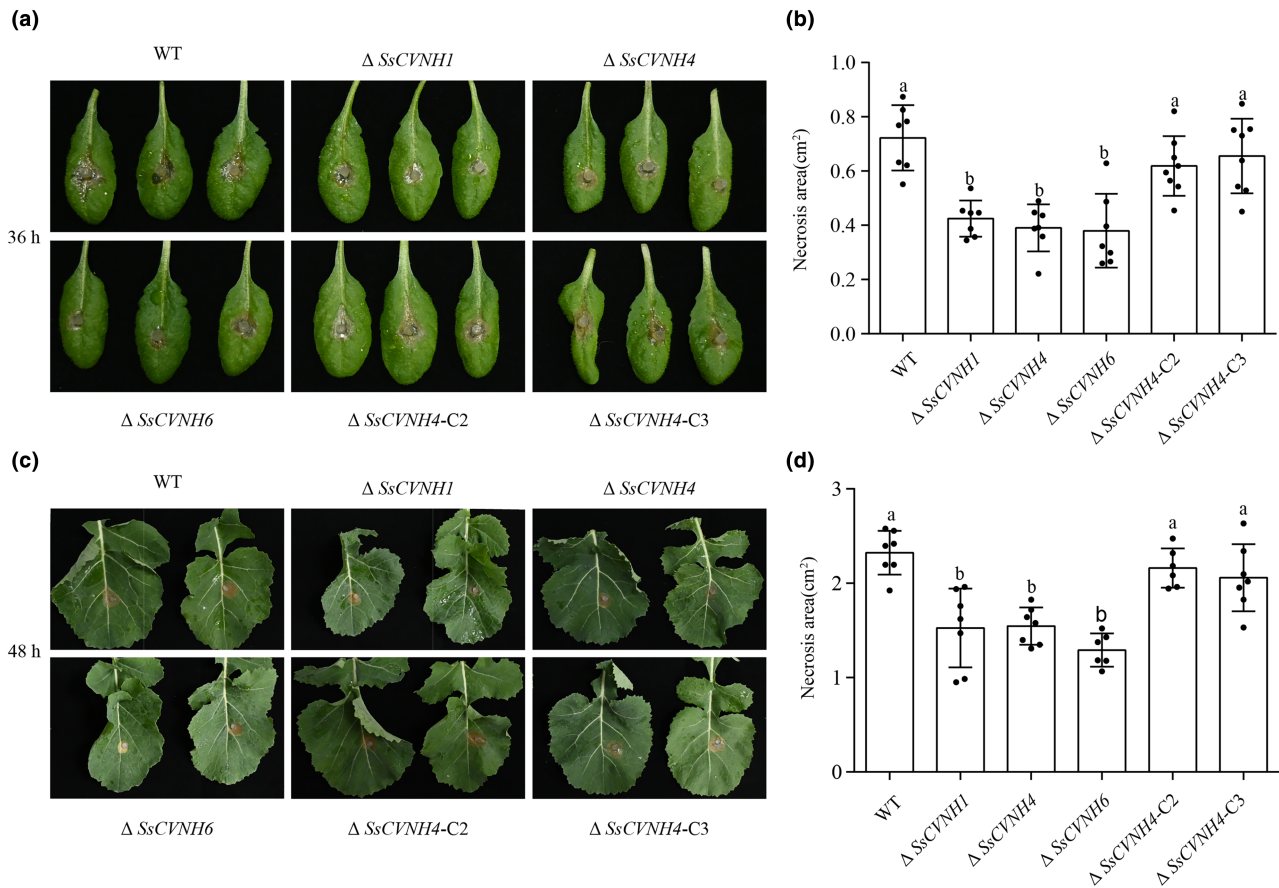 (a)
WT
Δ SsCVNH1
Δ SsCVNH4
36 h
Δ SsCVNH6
Δ SsCVNH4-C2
Δ SsCVNH4-C3
(b)
Necrosis area(cm²)
1.0
0.8
0.6
0.4
0.2
0.0
a
b
b
b
a
a
WT
Δ SsCVNH1
Δ SsCVNH4
Δ SsCVNH6
Δ SsCVNH4-C2
Δ SsCVNH4-C3
(c)
WT
Δ SsCVNH1
Δ SsCVNH4
48 h
Δ SsCVNH6
Δ SsCVNH4-C2
Δ SsCVNH4-C3
(d)
Necrosis area(cm²)
3
2
1
0
a
b
b
b
a
a
WT
Δ SsCVNH1
Δ SsCVNH4
Δ SsCVNH6
Δ SsCVNH4-C2
Δ SsCVNH4-C3